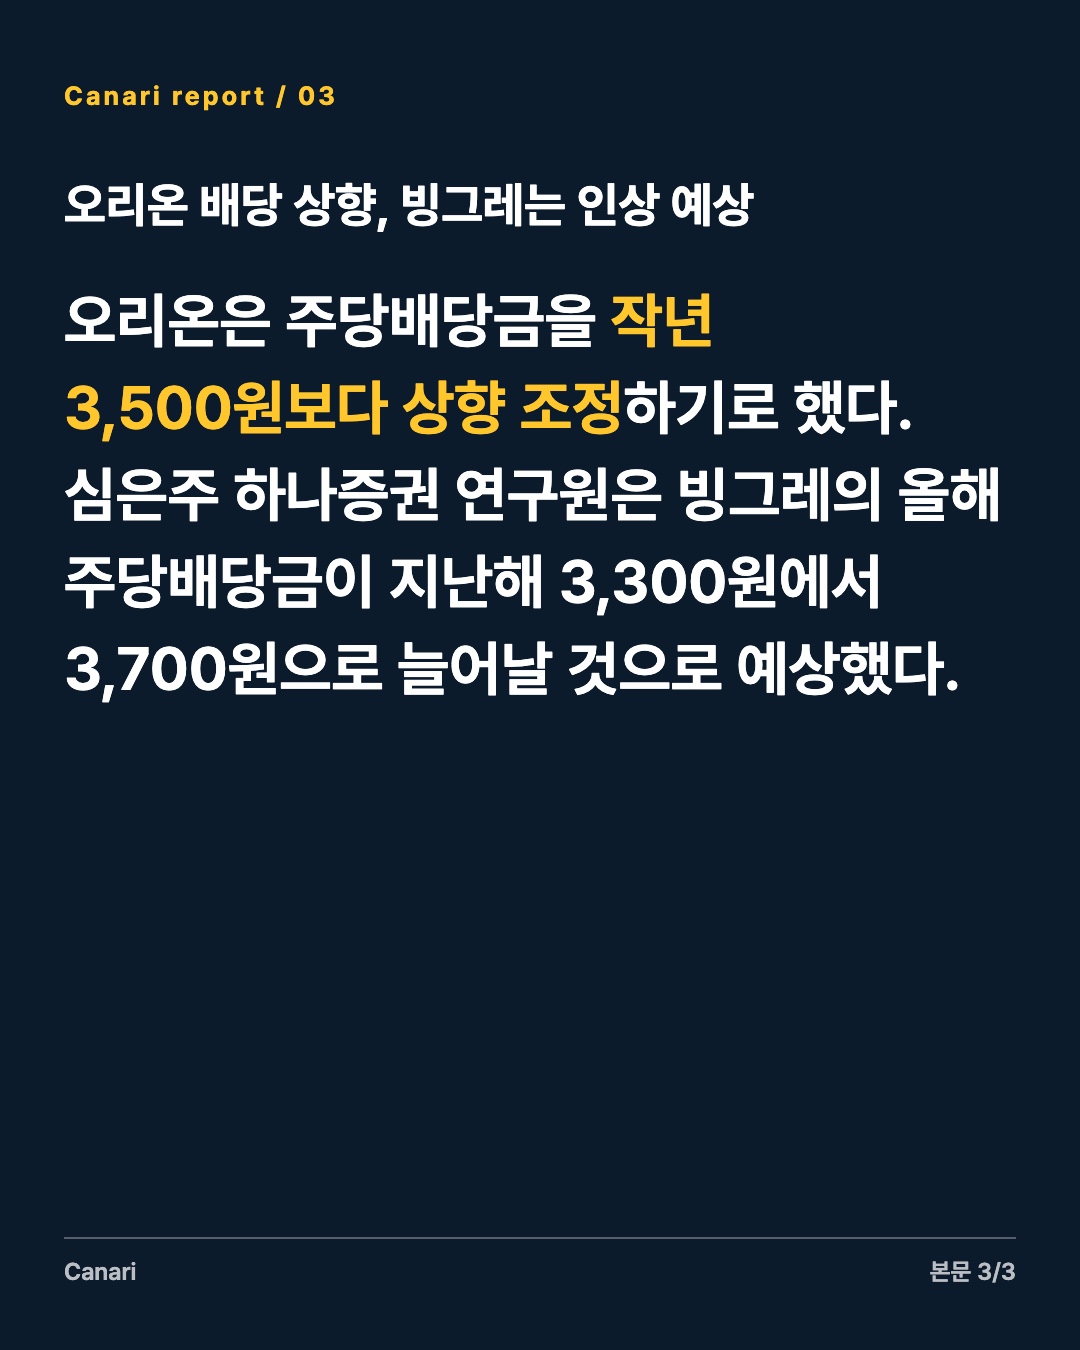 Canari report / 03
오리온 배당 상향, 빙그레는 인상 예상
오리온은 주당배당금을 작년
3,500원보다 상향 조정하기로 했다.
심은주 하나증권 연구원은 빙그레의 올해
주당배당금이 지난해 3,300원에서
3,700원으로 늘어날 것으로 예상했다.
Canari
본문 3/3